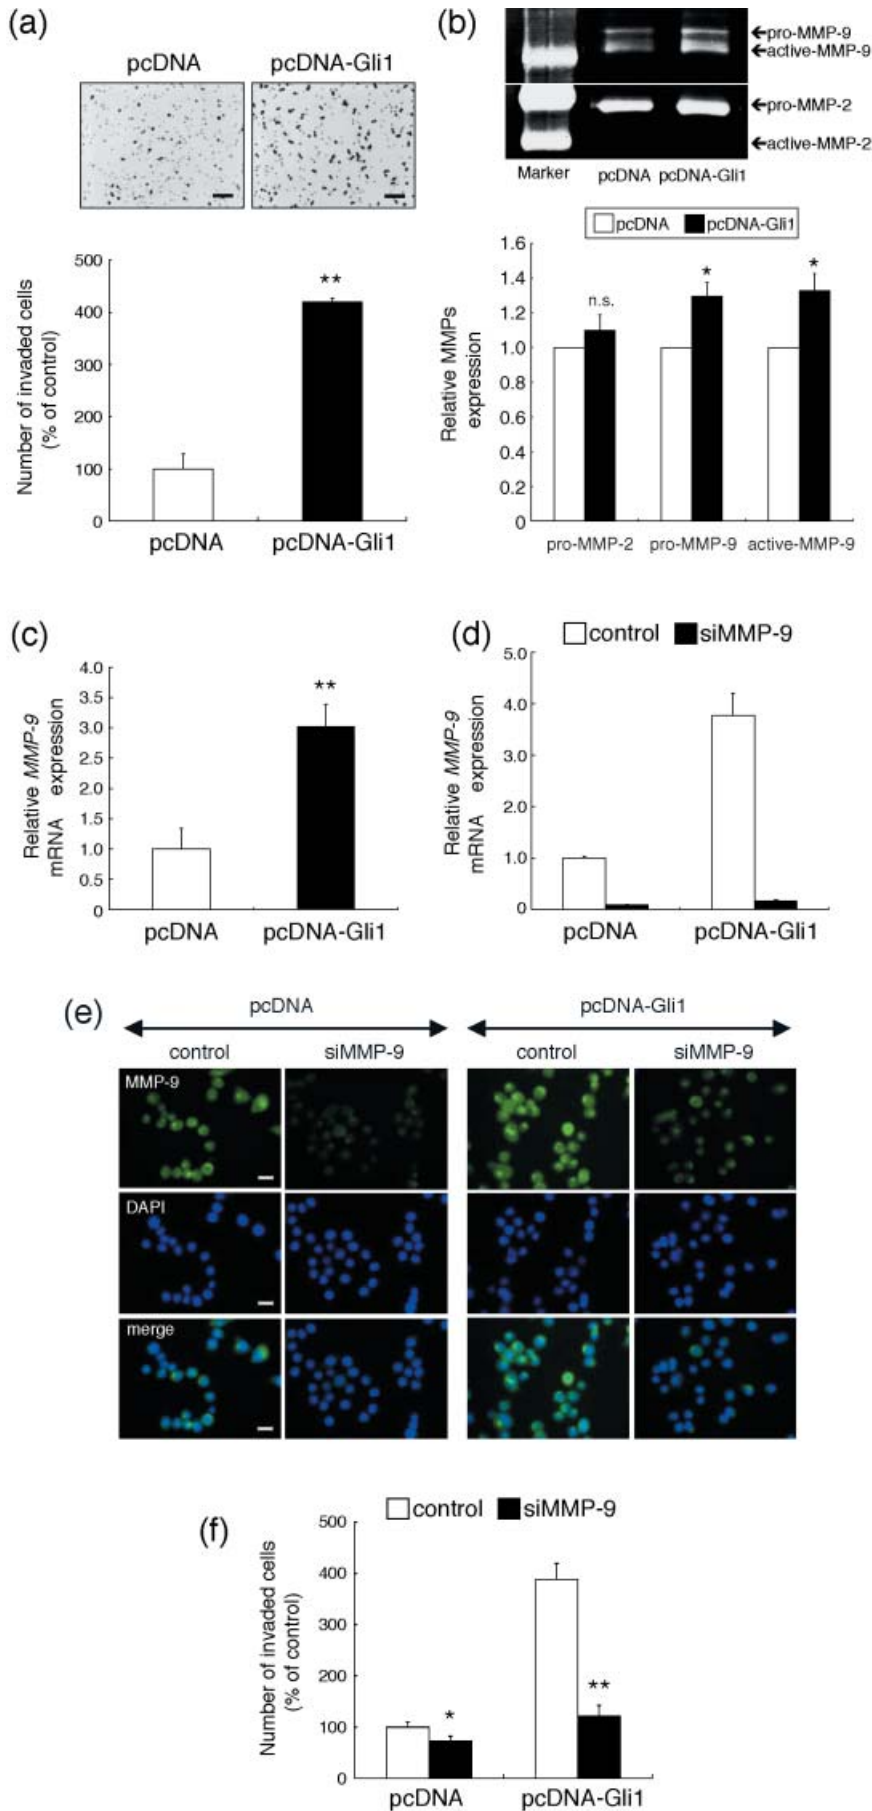 (a)
pcDNA pcDNA-Gli1
Number of invaded cells
(% of control)
500
400
300
200
100
0
**
pcDNA pcDNA-Gli1
(b)
pro-MMP-9
active-MMP-9
pro-MMP-2
active-MMP-2
Marker pcDNA pcDNA-Gli1
pcDNA pcDNA-Gli1
Relative MMPs
expression
1.6
1.4
1.2
1.0
0.8
0.6
0.4
0.2
0
n.s. * *
pro-MMP-2 pro-MMP-9 active-MMP-9
(c)
Relative MMP-9
mRNA expression
4.0
3.5
3.0
2.5
2.0
1.5
1.0
0.5
0
**
pcDNA pcDNA-Gli1
(d)
control siMMP-9
Relative MMP-9
mRNA expression
5.0
4.0
3.0
2.0
1.0
0
pcDNA pcDNA-Gli1
(e)
pcDNA pcDNA-Gli1
control siMMP-9 control siMMP-9
MMP-9
DAPI
merge
(f)
control siMMP-9
Number of invaded cells
(% of control)
500
400
300
200
100
0
* **
pcDNA pcDNA-Gli1